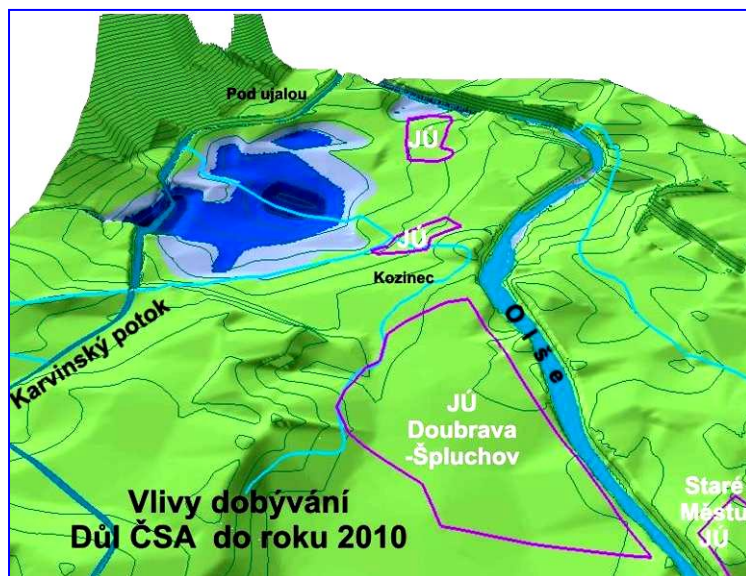 Pod ujalou
JÚ
JÚ
Kozinec
Karvinský potok
Olše
JÚ
Doubrava
-Špluchov
Staré
Městu
JÚ
Vlivy dobývání
Důl ČSA do roku 2010